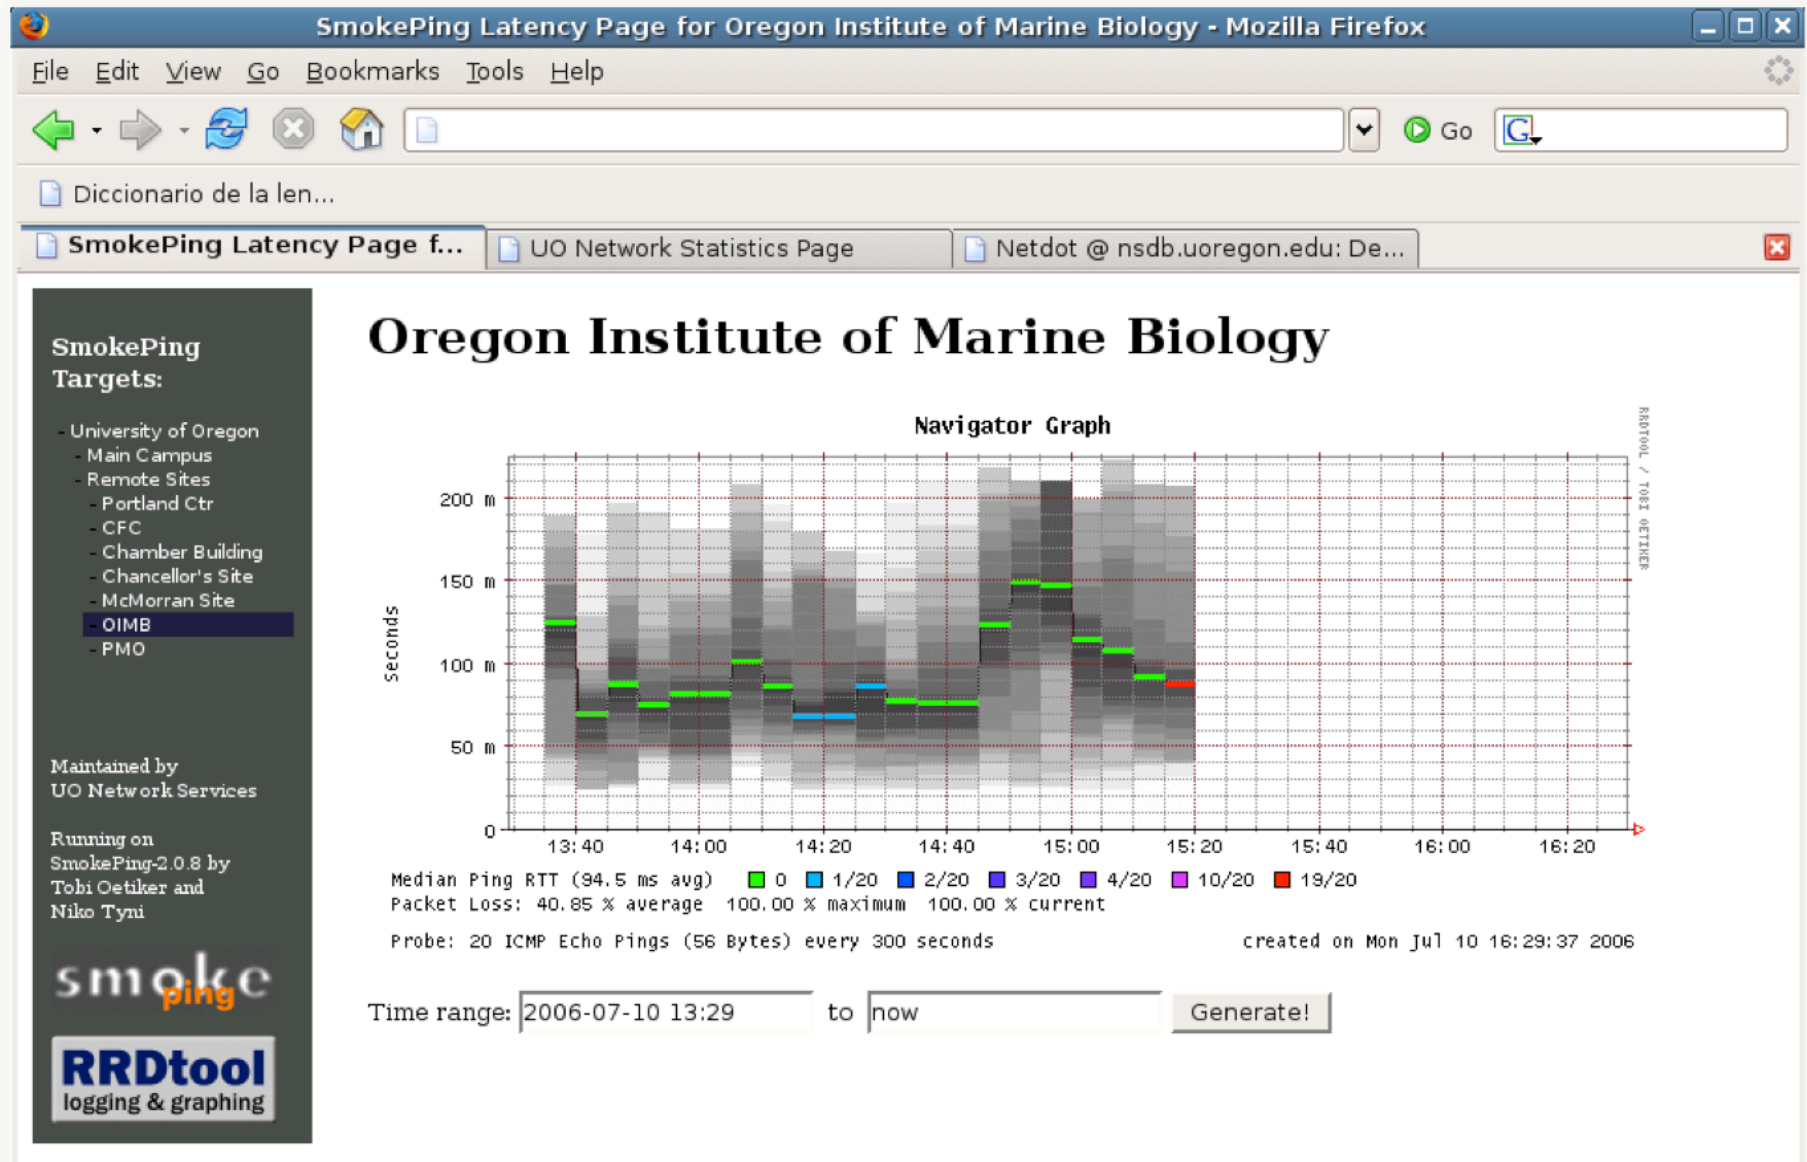 SmokePing Latency Page for Oregon Institute of Marine Biology - Mozilla Firefox
File Edit View Go Bookmarks Tools Help
Go G
Diccionario de la len...
SmokePing Latency Page f... UO Network Statistics Page Netdot @ nsdb.uoregon.edu: De...
SmokePing
Targets:
- University of Oregon
- Main Campus
- Remote Sites
- Portland Ctr
- CFC
- Chamber Building
- Chancellor's Site
- McMorran Site
- OIMB
- PMO
Maintained by
UO Network Services
Running on
SmokePing-2.0.8 by
Tobi Oetiker and
Niko Tyni
smoke
ping
RRDtool
logging & graphing
Oregon Institute of Marine Biology
Navigator Graph
RRDTOOL / TOBI OETIKER
seconds
200 m
150 m
100 m
50 m
0
13:40 14:00 14:20 14:40 15:00 15:20 15:40 16:00 16:20
Median Ping RTT (94.5 ms avg) 0 1/20 2/20 3/20 4/20 10/20 19/20
Packet Loss: 40.85 % average 100.00 % maximum 100.00 % current
Probe: 20 ICMP Echo Pings (56 Bytes) every 300 seconds created on Mon Jul 10 16:29:37 2006
Time range: 2006-07-10 13:29 to now Generate!